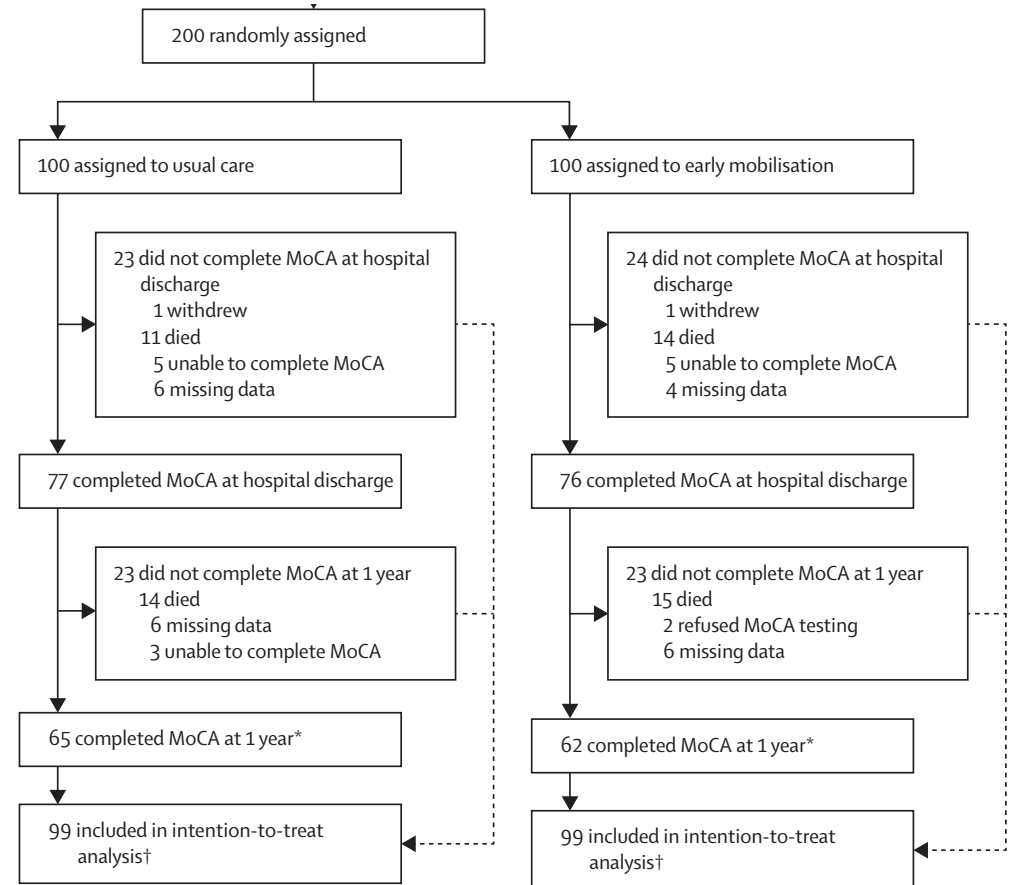 200 randomly assigned
100 assigned to usual care
100 assigned to early mobilisation
23 did not complete MoCA at hospital
discharge
1 withdrew
11 died
5 unable to complete MoCA
6 missing data
24 did not complete MoCA at hospital
discharge
1 withdrew
14 died
5 unable to complete MoCA
4 missing data
77 completed MoCA at hospital discharge
76 completed MoCA at hospital discharge
23 did not complete MoCA at 1 year
14 died
6 missing data
3 unable to complete MoCA
23 did not complete MoCA at 1 year
15 died
2 refused MoCA testing
6 missing data
65 completed MoCA at 1 year*
62 completed MoCA at 1 year*
99 included in intention-to-treat
analysis†
99 included in intention-to-treat
analysis†